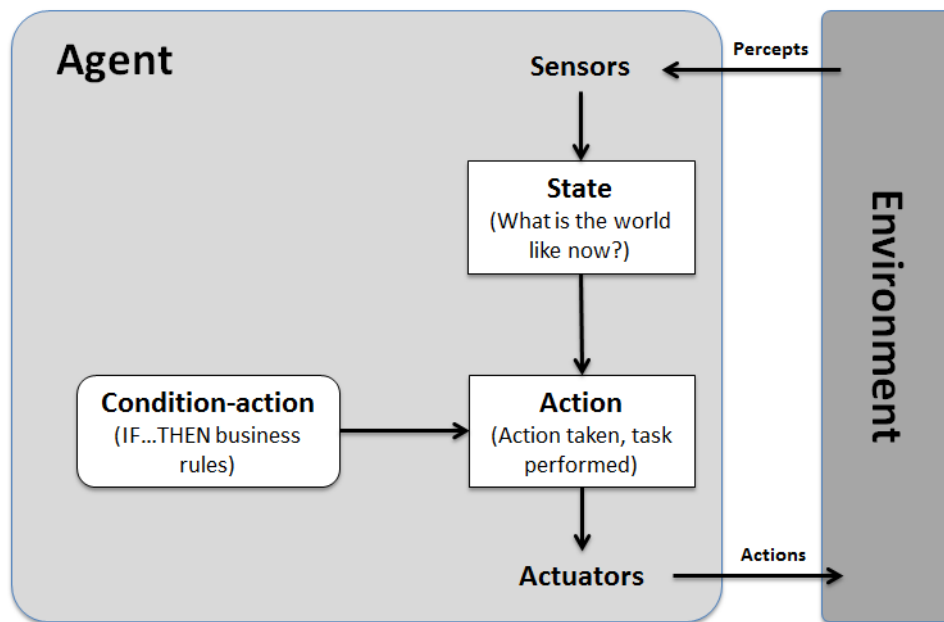 Agent
Percepts
Sensors
State
(What is the world
like now?)
Environment
Condition-action
(IF...THEN business
rules)
Action
(Action taken, task
performed)
Actions
Actuators